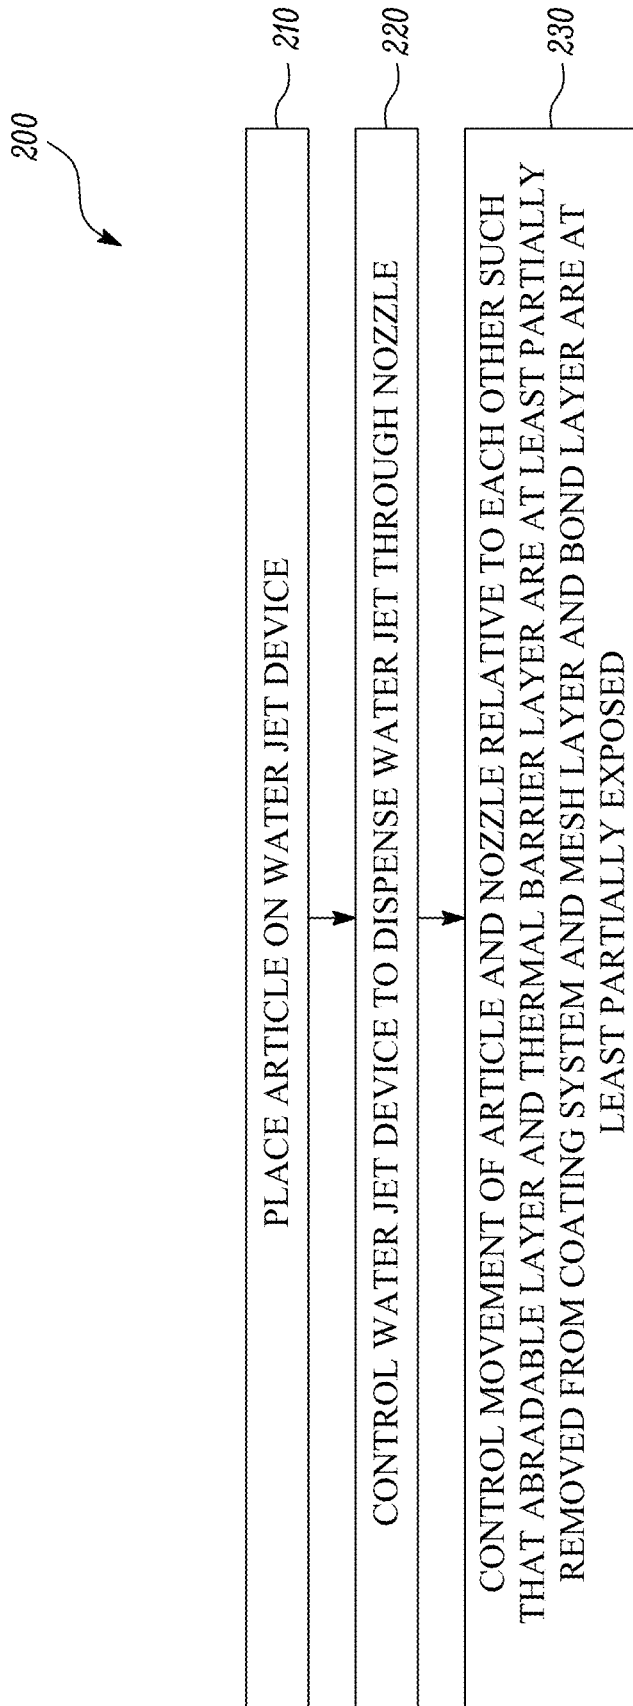 200
210
PLACE ARTICLE ON WATER JET DEVICE
220
CONTROL WATER JET DEVICE TO DISPENSE WATER JET THROUGH NOZZLE
230
CONTROL MOVEMENT OF ARTICLE AND NOZZLE RELATIVE TO EACH OTHER SUCH
THAT ABRADABLE LAYER AND THERMAL BARRIER LAYER ARE AT LEAST PARTIALLY
REMOVED FROM COATING SYSTEM AND MESH LAYER AND BOND LAYER ARE AT
LEAST PARTIALLY EXPOSED